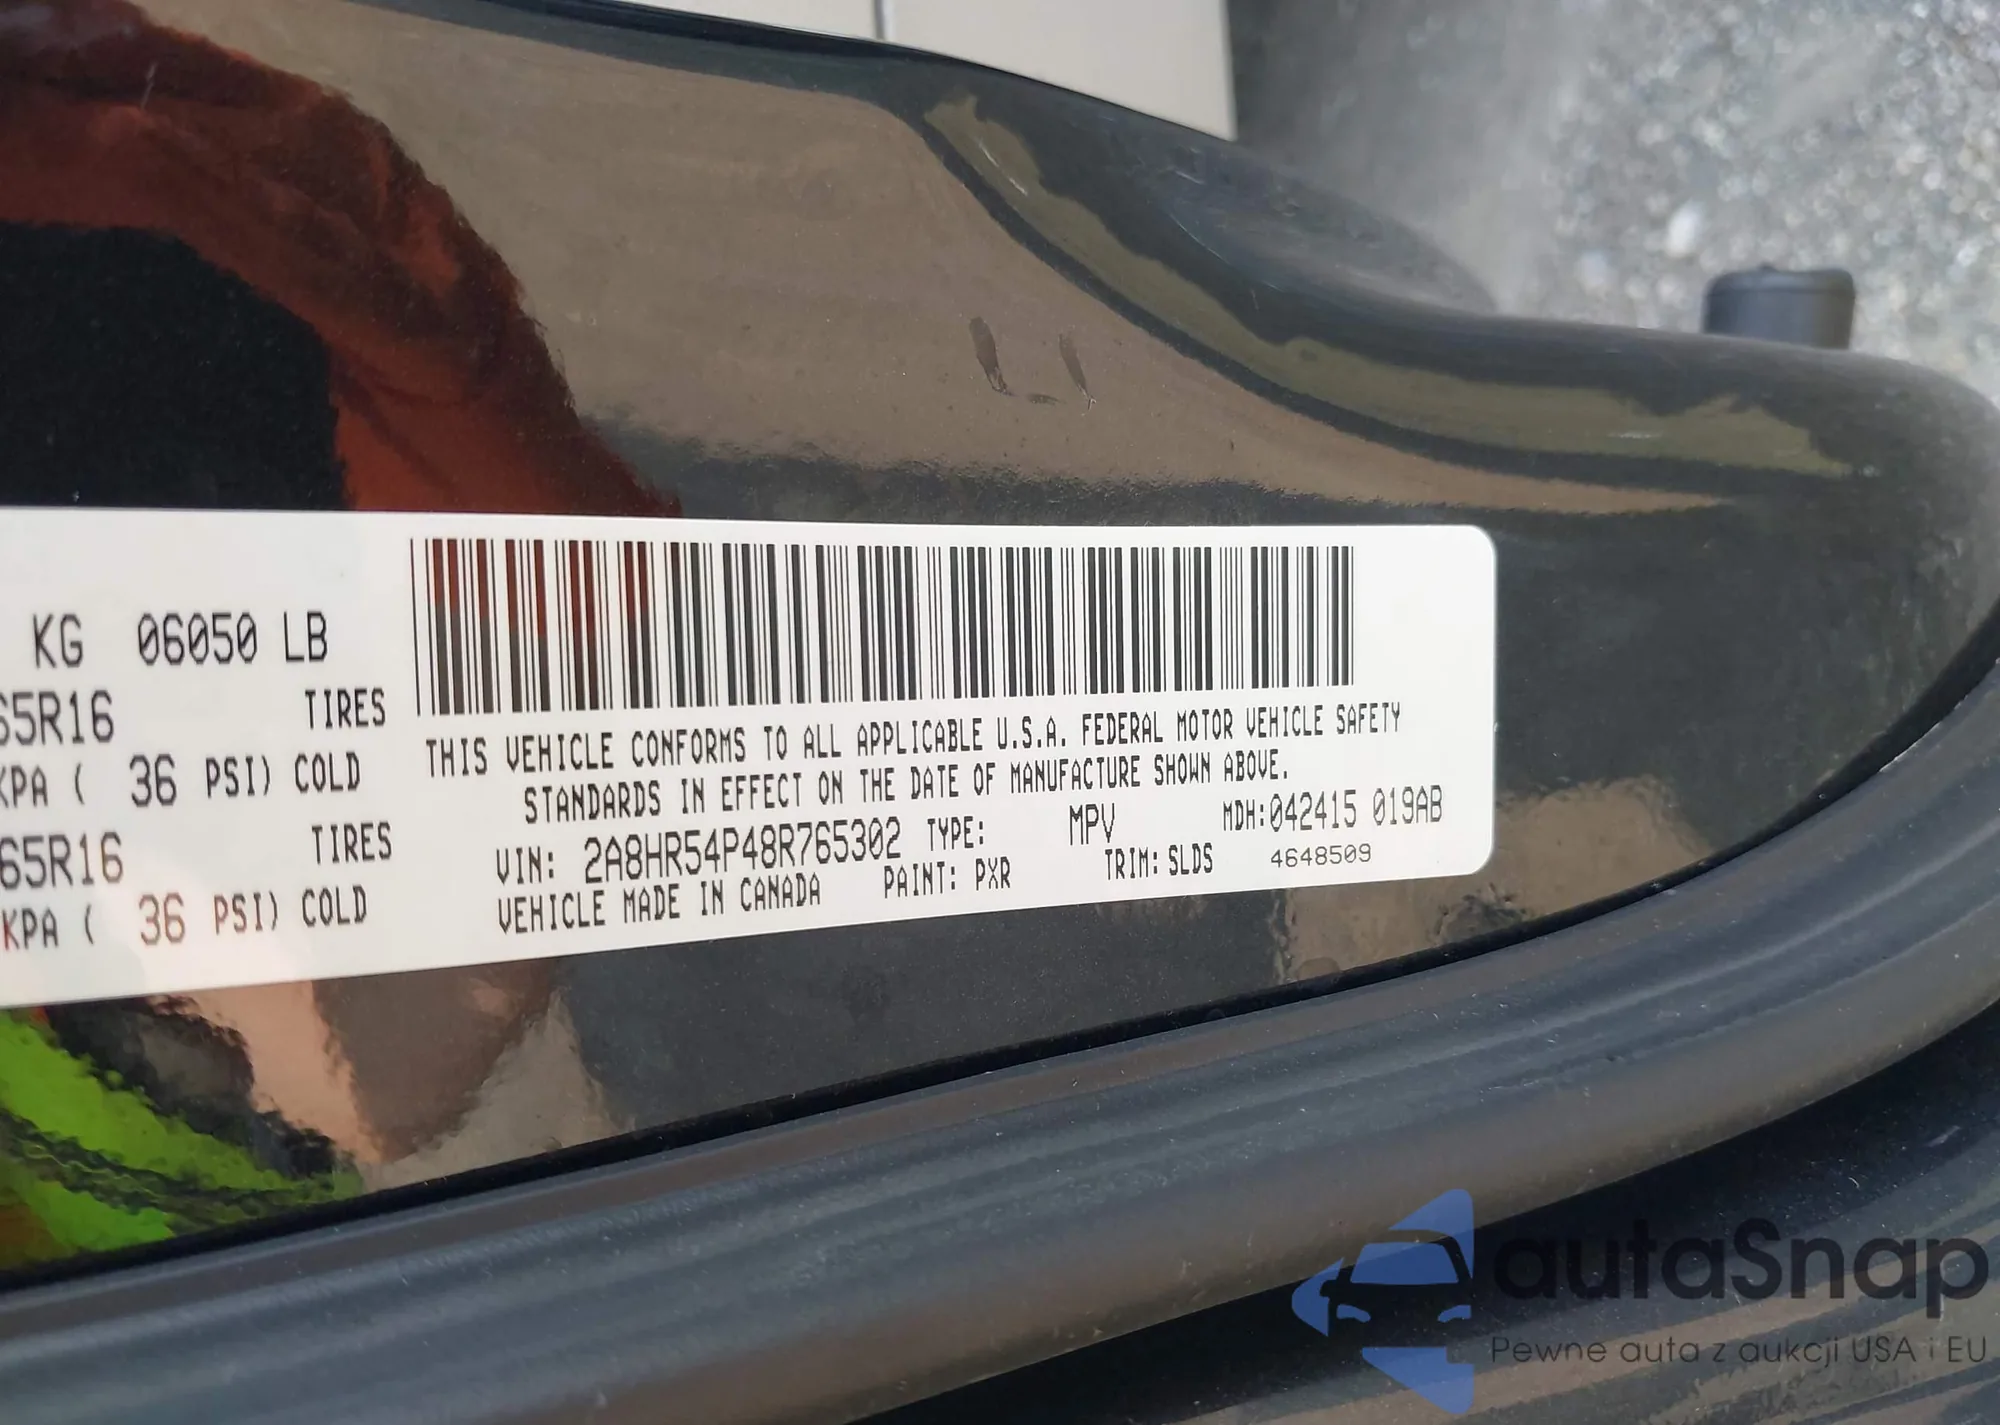 KG 06050 LB
65R16 TIRES
KPA ( 36 PSI) COLD
65R16 TIRES
KPA ( 36 PSI) COLD
THIS VEHICLE CONFORMS TO ALL APPLICABLE U.S.A. FEDERAL MOTOR VEHICLE SAFETY
STANDARDS IN EFFECT ON THE DATE OF MANUFACTURE SHOWN ABOVE.
VIN: 2A8HR54P48R765302 TYPE: MPV MDH:042415 019AB
VEHICLE MADE IN CANADA PAINT: PXR TRIM: SLDS 4648509
autaSnap
Pewne auta z aukcji USA i EU